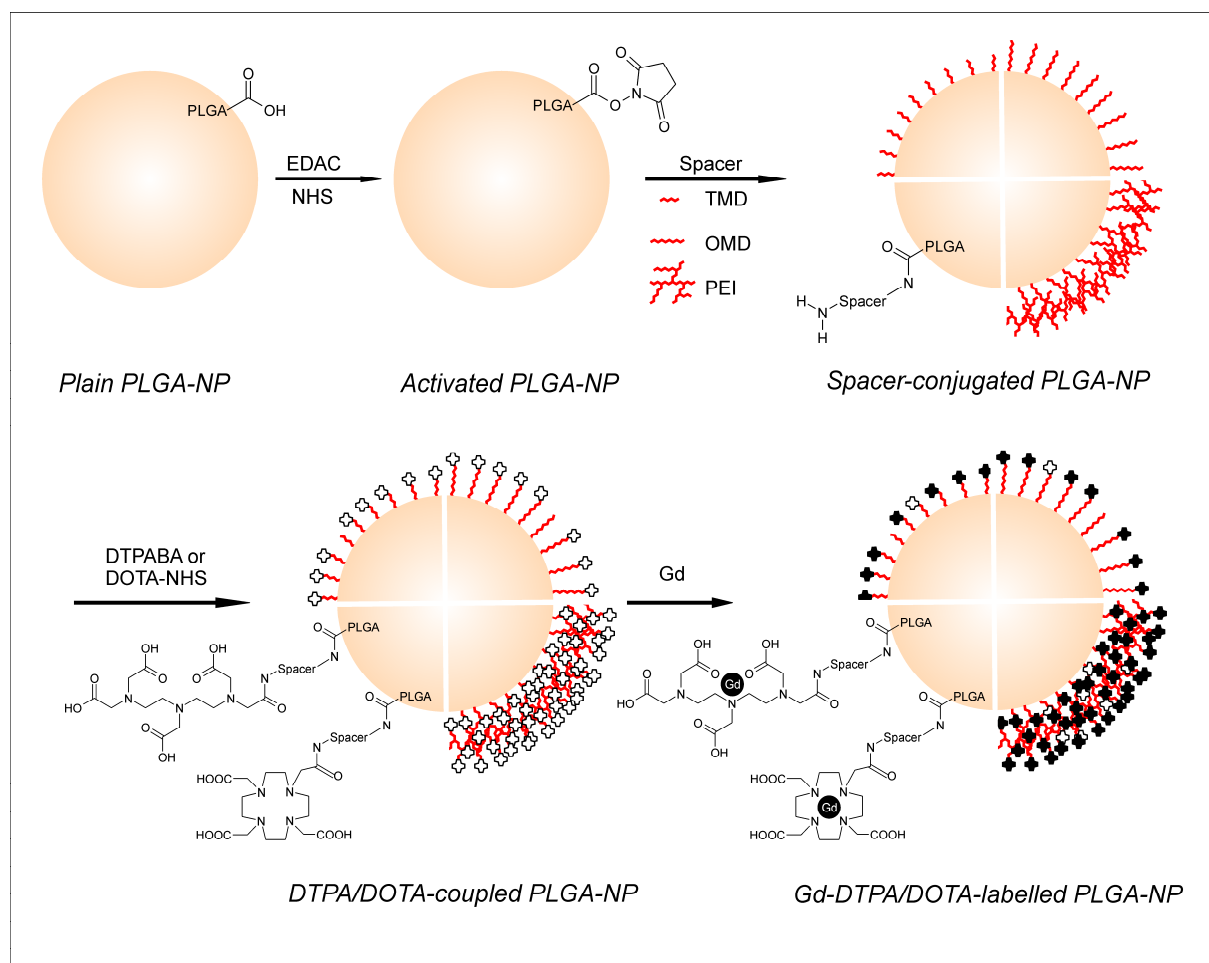 O
PLGA
OH
EDAC
NHS
Plain PLGA-NP
O
O
PLGA
O
N
O
Activated PLGA-NP
Spacer
TMD
OMD
PEI
O
PLGA
N
Spacer
H
N
H
Spacer-conjugated PLGA-NP
DTPABA or
DOTA-NHS
O
PLGA
N
Spacer
N
O
OH
O
OH
O
HO
O
N
N
N
O
OH
O
PLGA
N
Spacer
N
O
HOOC
N
N
N
N
HOOC
COOH
DTPA/DOTA-coupled PLGA-NP
Gd
O
PLGA
N
Spacer
N
O
OH
O
OH
O
HO
O
Gd
N
N
N
O
OH
O
PLGA
N
Spacer
N
O
HOOC
N
N
Gd
N
N
HOOC
COOH
Gd-DTPA/DOTA-labelled PLGA-NP